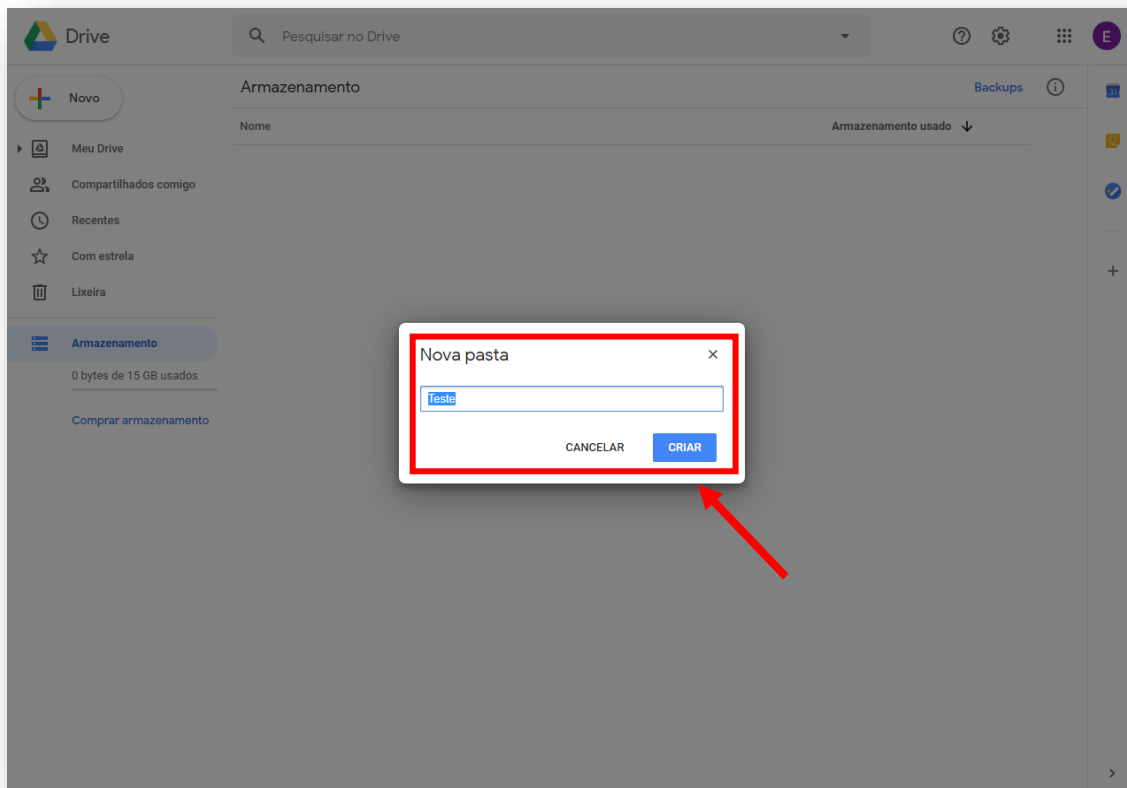 Drive
Pesquisar no Drive
E
Novo
Armazenamento
Backups
31
Nome
Armazenamento usado
Meu Drive
Compartilhados comigo
Recentes
Com estrela
Lixeira
Armazenamento
0 bytes de 15 GB usados
Comprar armazenamento
Nova pasta
Teste
CANCELAR
CRIAR